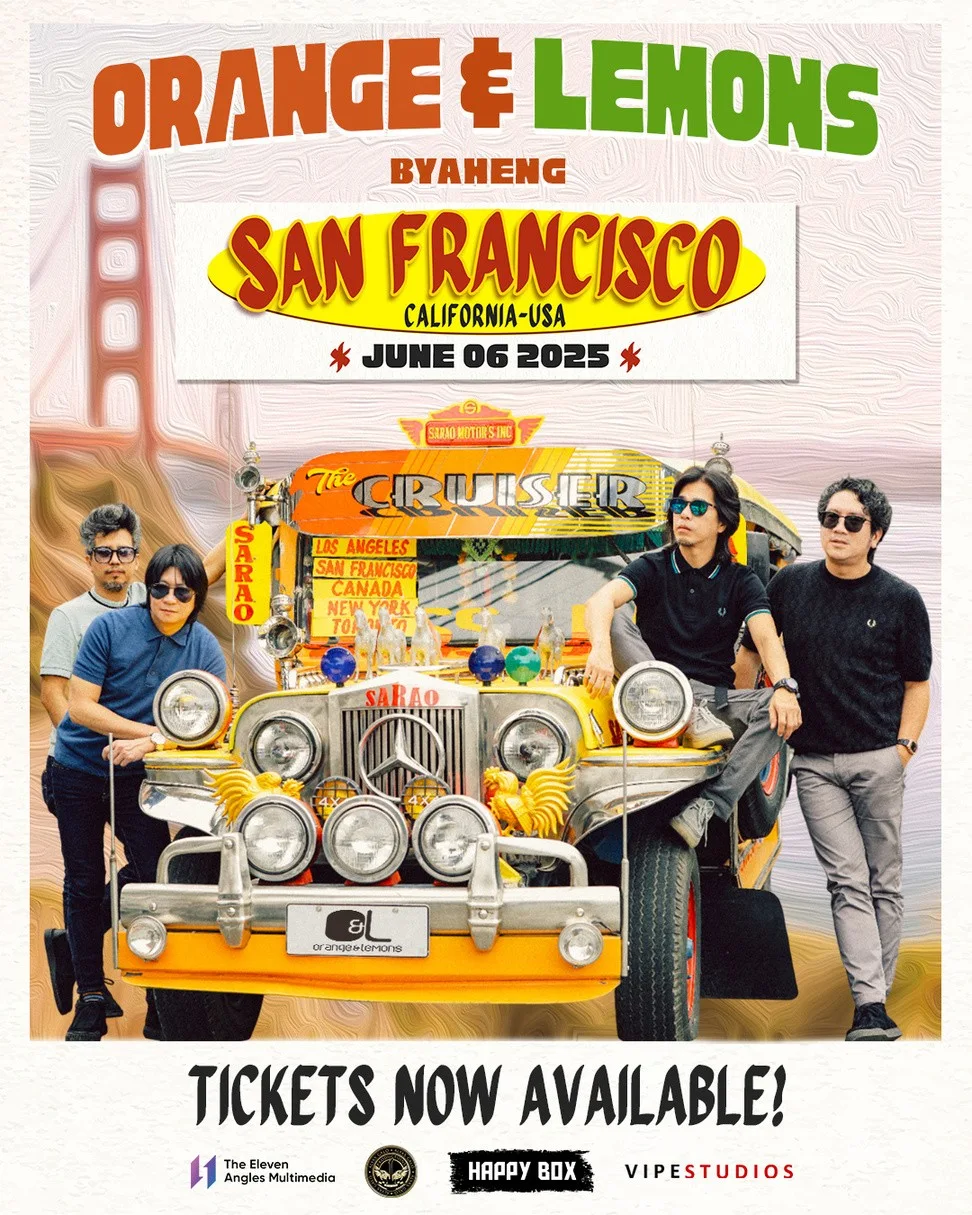 ORANGE & LEMONS
BYAHENG
SAN FRANCISCO
CALIFORNIA-USA
JUNE 06 2025
SARAO MOTORS INC
The CRUISER
SARAO
LOS ANGELES
SAN FRANCISCO
CANADA
NEW YORK
TORONTO
SARAO
4X
4X
O&L
orange&lemons
TICKETS NOW AVAILABLE!
The Eleven
Angles Multimedia
HAPPY BOX
VIPESTUDIOS